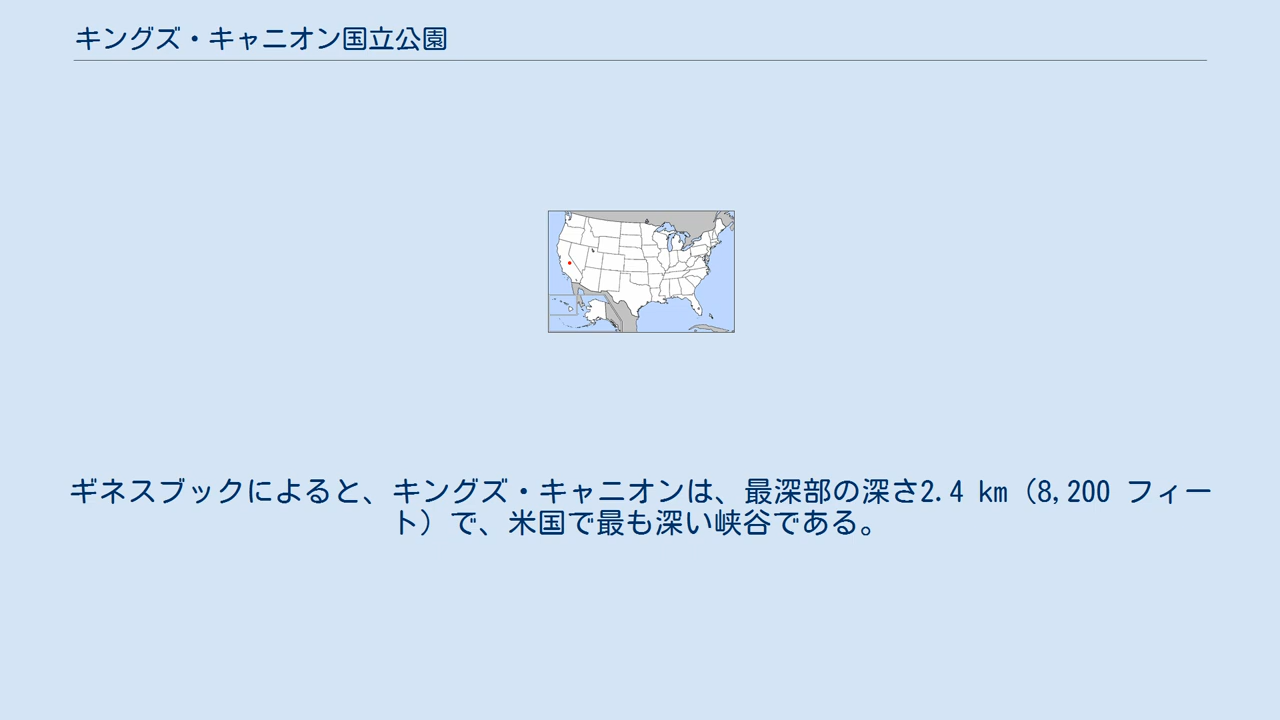 キングズ・キャニオン国立公園
ギネスブックによると、キングズ・キャニオンは、最深部の深さ2.4 km（8,200 フィー
ト）で、米国で最も深い峡谷である。